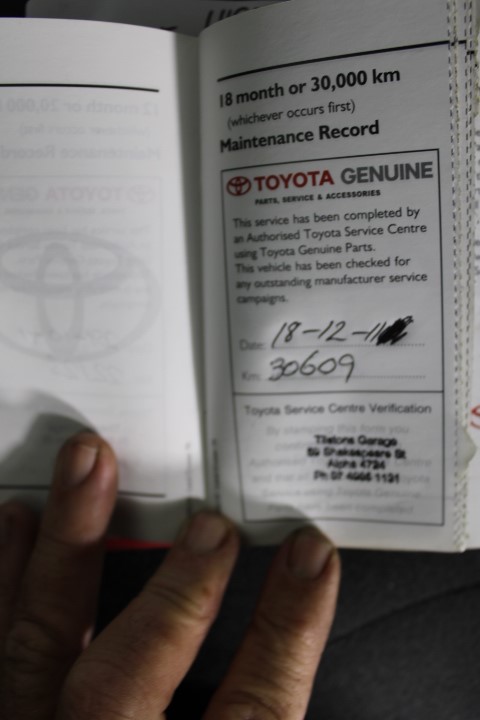 18 month or 30,000 km
(whichever occurs first)
Maintenance Record
TOYOTA GENUINE
PARTS, SERVICE & ACCESSORIES
This service has been completed by
an Authorised Toyota Service Centre
using Toyota Genuine Parts.
This vehicle has been checked for
any outstanding manufacturer service
campaigns.
Date: 18-12-11
Km: 30609
Toyota Service Centre Verification
Tilstons Garage
59 Shakespeare St
Alpha 4724
Ph 07 4985 1131